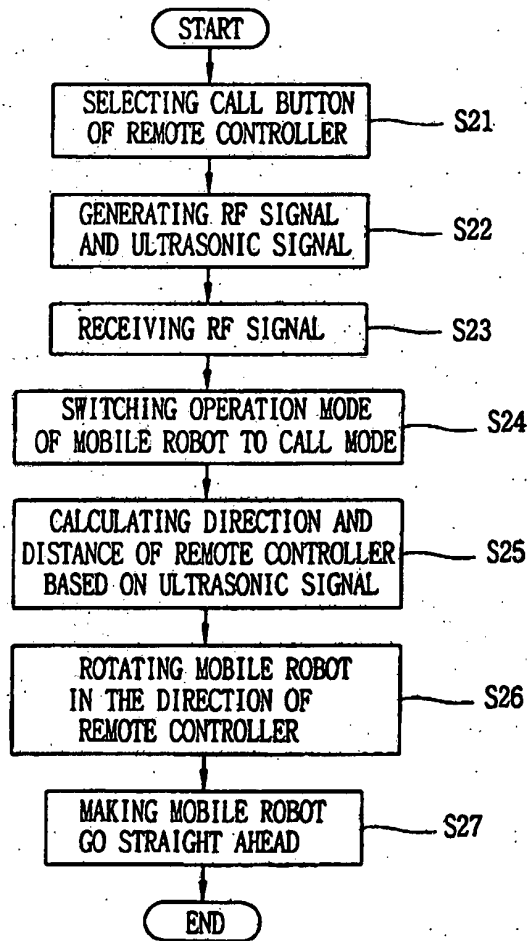 START
SELECTING CALL BUTTON
OF REMOTE CONTROLLER
S21
GENERATING RF SIGNAL
AND ULTRASONIC SIGNAL
S22
RECEIVING RF SIGNAL
S23
SWITCHING OPERATION MODE
OF MOBILE ROBOT TO CALL MODE
S24
CALCULATING DIRECTION AND
DISTANCE OF REMOTE CONTROLLER
BASED ON ULTRASONIC SIGNAL
S25
ROTATING MOBILE ROBOT
IN THE DIRECTION OF
REMOTE CONTROLLER
S26
MAKING MOBILE ROBOT
GO STRAIGHT AHEAD
S27
END